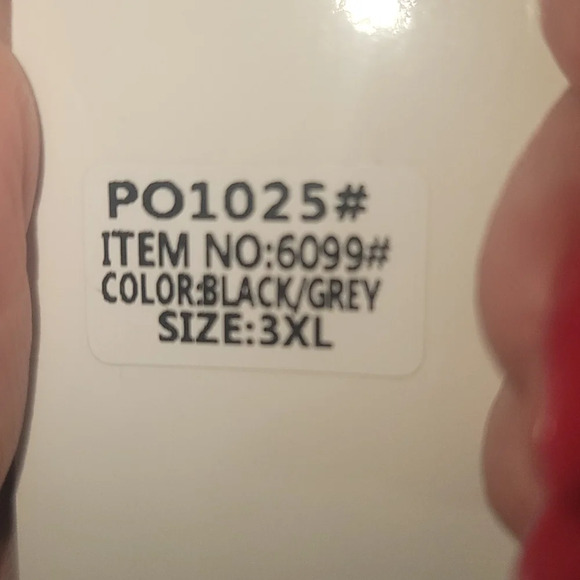 PO1025#
ITEM NO:6099#
COLOR:BLACK/GREY
SIZE:3XL